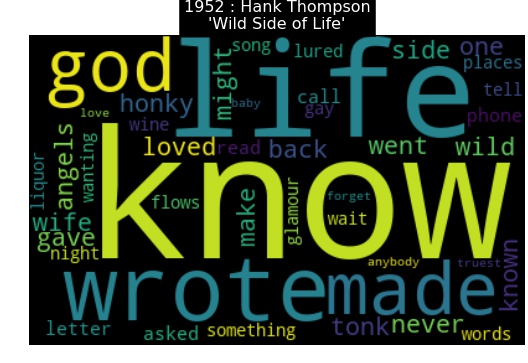 1952 : Hank Thompson
'Wild Side of Life'
god
life
might
song
lured
side
one
places
honky
call
gay
tell
phone
baby
love
wine
loved
read
back
went
wild
liquor
angels
wanting
know
flows
make
glamour
forget
wait
wife
gave
night
anybody
truest
known
wrote
made
letter
asked
something
tonk
never
words